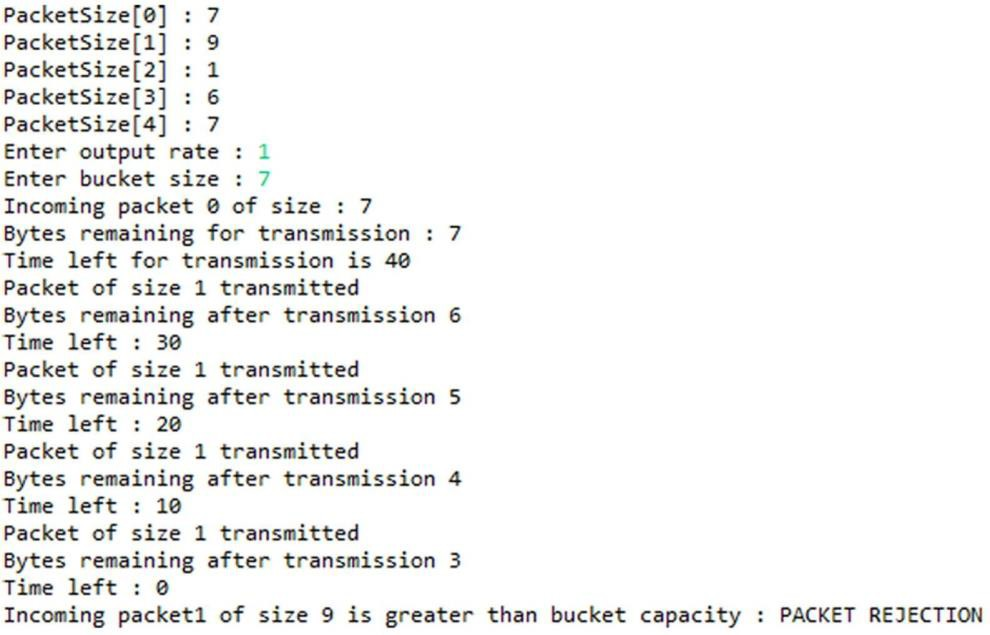 PacketSize[0] : 7
PacketSize[1] : 9
PacketSize[2] : 1
PacketSize[3] : 6
PacketSize[4] : 7
Enter output rate : 1
Enter bucket size : 7
Incoming packet 0 of size : 7
Bytes remaining for transmission : 7
Time left for transmission is 40
Packet of size 1 transmitted
Bytes remaining after transmission 6
Time left : 30
Packet of size 1 transmitted
Bytes remaining after transmission 5
Time left : 20
Packet of size 1 transmitted
Bytes remaining after transmission 4
Time left : 10
Packet of size 1 transmitted
Bytes remaining after transmission 3
Time left : 0
Incoming packet1 of size 9 is greater than bucket capacity : PACKET REJECTION